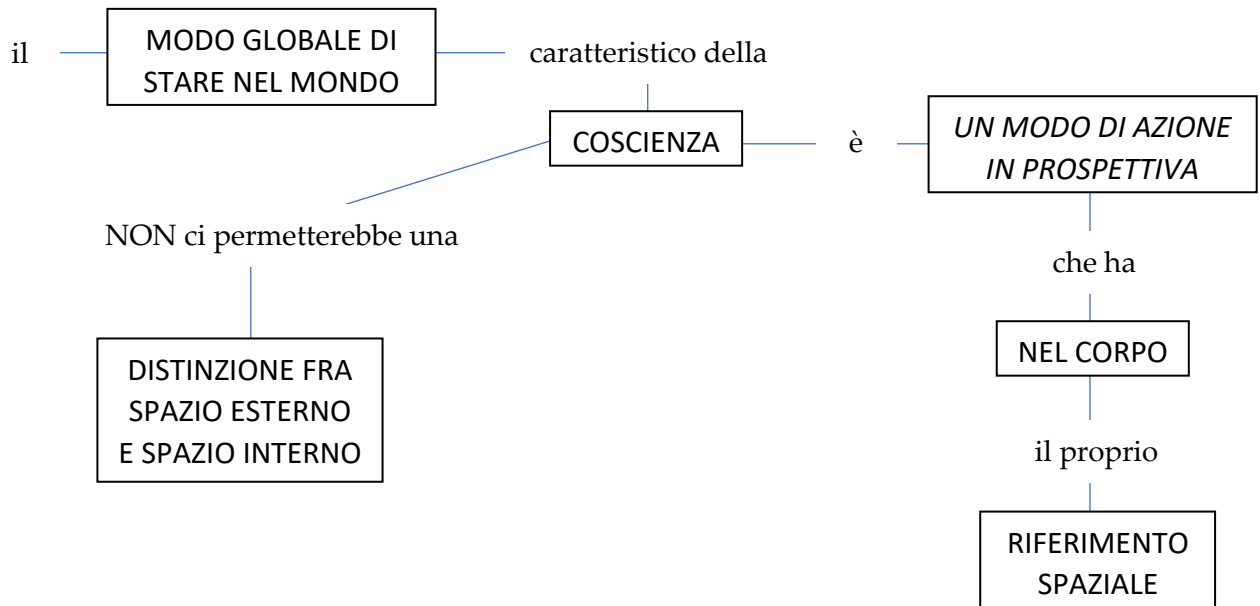 il
MODO GLOBALE DI
STARE NEL MONDO
caratteristico della
COSCIENZA
è
UN MODO DI AZIONE
IN PROSPETTIVA
che ha
NEL CORPO
il proprio
RIFERIMENTO
SPAZIALE
NON ci permetterebbe una
DISTINZIONE FRA
SPAZIO ESTERNO
E SPAZIO INTERNO